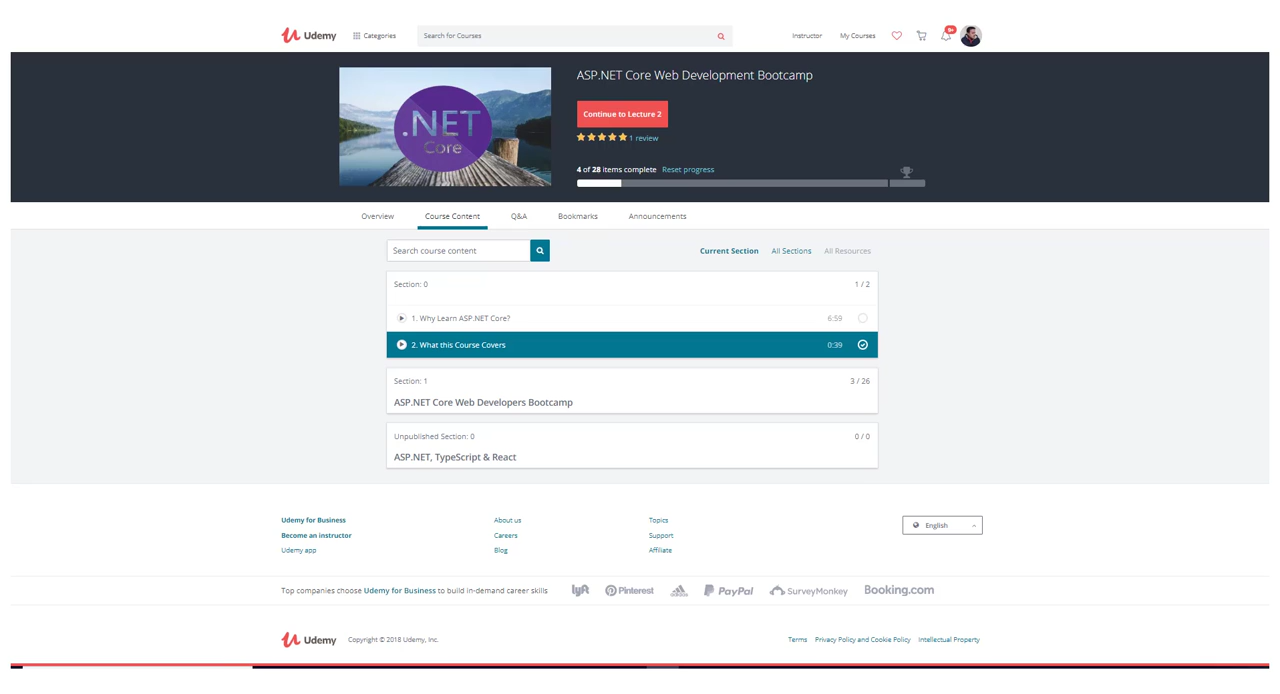 Udemy
Categories
Search for Courses
Instructor
My Courses
9+
ASP.NET Core Web Development Bootcamp
.NET
Core
Continue to Lecture 2
1 review
4 of 28 items complete Reset progress
Overview
Course Content
Q&A
Bookmarks
Announcements
Search course content
Current Section
All Sections
All Resources
Section: 0
1 / 2
1. Why Learn ASP.NET Core?
6:59
2. What this Course Covers
0:39
Section: 1
3 / 26
ASP.NET Core Web Developers Bootcamp
Unpublished Section: 0
0 / 0
ASP.NET, TypeScript & React
Udemy for Business
About us
Topics
English
Become an instructor
Careers
Support
Udemy app
Blog
Affiliate
Top companies choose Udemy for Business to build in-demand career skills
lyft
Pinterest
adidas
PayPal
SurveyMonkey
Booking.com
Udemy
Copyright © 2018 Udemy, Inc.
Terms
Privacy Policy and Cookie Policy
Intellectual Property